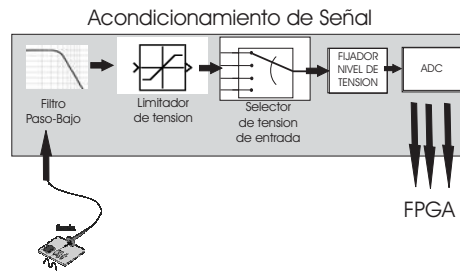 Acondicionamiento de Señal
Filtro
Paso-Bajo
Limitador
de tension
Selector
de tension
de entrada
FIJADOR
NIVEL DE
TENSION
ADC
FPGA